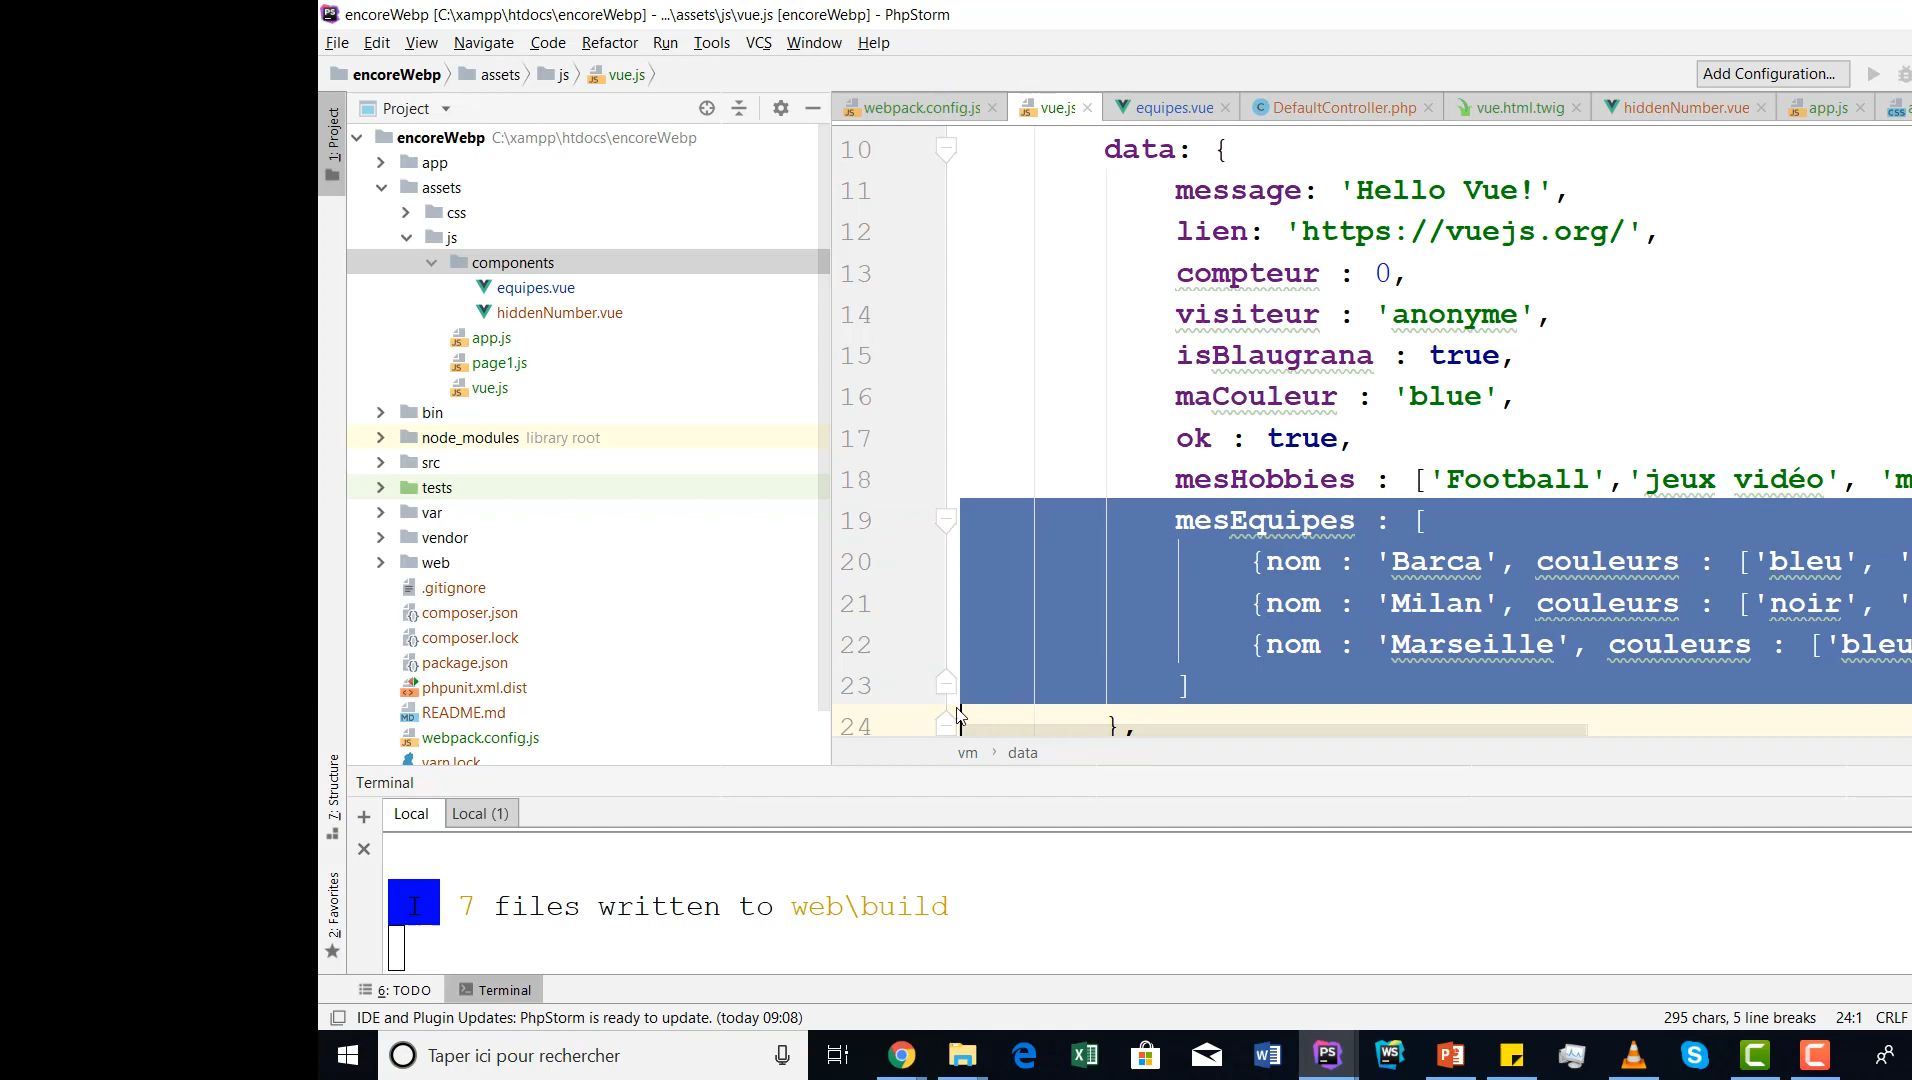 encoreWebp [C:\xampp\htdocs\encoreWebp] - ...\assets\js\vue.js [encoreWebp] - PhpStorm
File Edit View Navigate Code Refactor Run Tools VCS Window Help
encoreWebp assets js vue.js
Add Configuration...
Project
webpack.config.js vue.js equipes.vue DefaultController.php vue.html.twig hiddenNumber.vue app.js
1: Project
encoreWebp C:\xampp\htdocs\encoreWebp
app
assets
css
js
components
equipes.vue
hiddenNumber.vue
app.js
page1.js
vue.js
bin
node_modules library root
src
tests
var
vendor
web
.gitignore
composer.json
composer.lock
package.json
phpunit.xml.dist
README.md
webpack.config.js
yarn.lock
10 data: {
11 message: 'Hello Vue!',
12 lien: 'https://vuejs.org/',
13 compteur : 0,
14 visiteur : 'anonyme',
15 isBlaugrana : true,
16 maCouleur : 'blue',
17 ok : true,
18 mesHobbies : ['Football','jeux vidéo', 'm
19 mesEquipes : [
20 {nom : 'Barca', couleurs : ['bleu', '
21 {nom : 'Milan', couleurs : ['noir', '
22 {nom : 'Marseille', couleurs : ['bleu
23 ]
24 },
vm data
7: Structure
2: Favorites
Terminal
Local Local (1)
I 7 files written to web\build
6: TODO Terminal
IDE and Plugin Updates: PhpStorm is ready to update. (today 09:08)
295 chars, 5 line breaks 24:1 CRLF
Taper ici pour rechercher